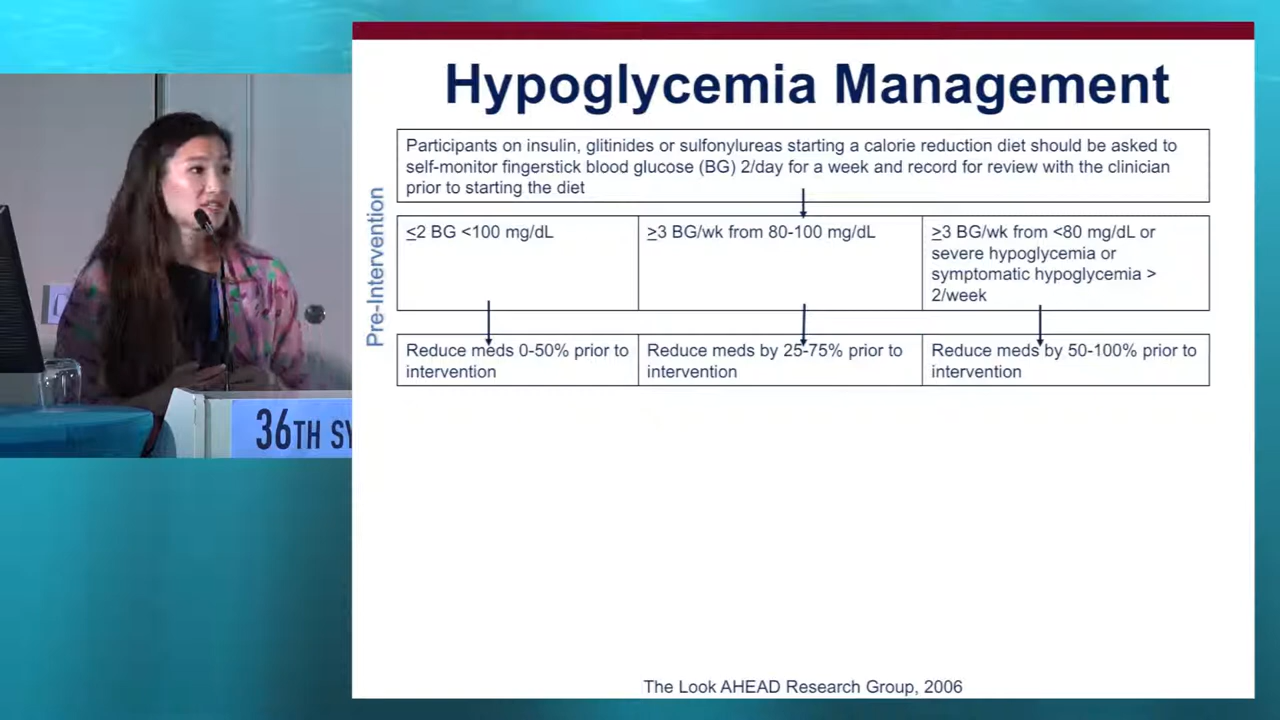 Hypoglycemia Management
Participants on insulin, glitinides or sulfonylureas starting a calorie reduction diet should be asked to
self-monitor fingerstick blood glucose (BG) 2/day for a week and record for review with the clinician
prior to starting the diet
Pre-Intervention
≤2 BG <100 mg/dL
≥3 BG/wk from 80-100 mg/dL
≥3 BG/wk from <80 mg/dL or
severe hypoglycemia or
symptomatic hypoglycemia >
2/week
Reduce meds 0-50% prior to
intervention
Reduce meds by 25-75% prior to
intervention
Reduce meds by 50-100% prior to
intervention
The Look AHEAD Research Group, 2006
36TH SY